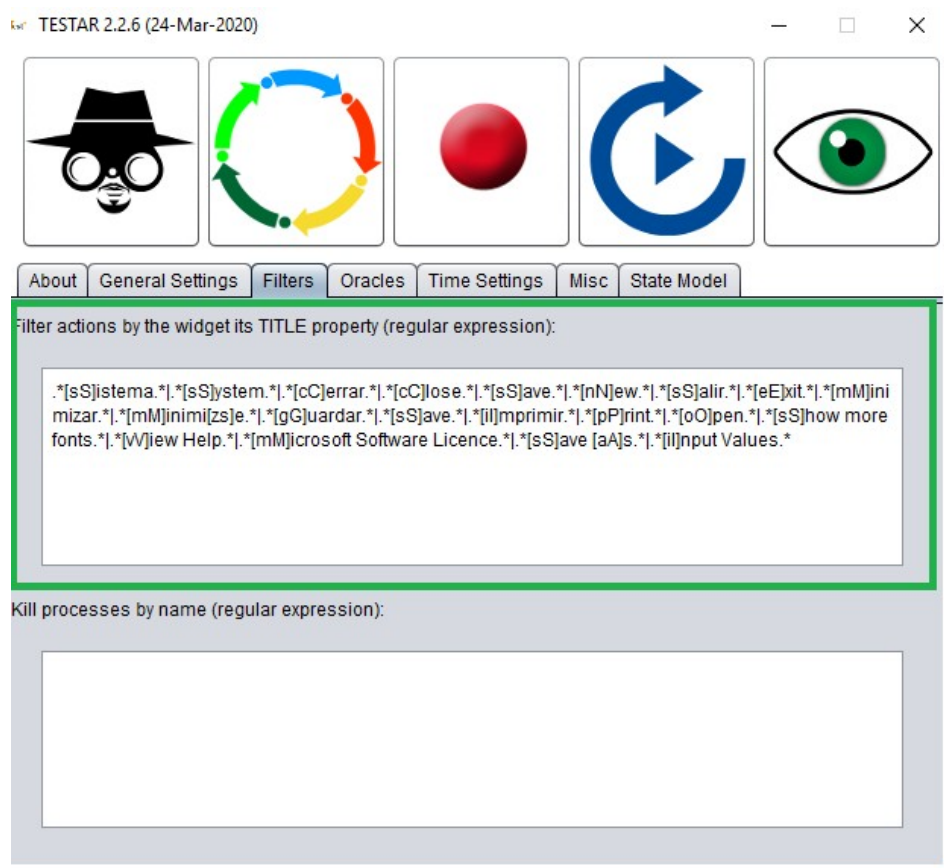 TESTAR 2.2.6 (24-Mar-2020)
About General Settings Filters Oracles Time Settings Misc State Model
Filter actions by the widget its TITLE property (regular expression):
.*[sS]istema.*|.*[sS]ystem.*|.*[cC]errar.*|.*[cC]lose.*|.*[sS]ave.*|.*[nN]ew.*|.*[sS]alir.*|.*[eE]xit.*|.*[mM]ini
mizar.*|.*[mM]inimi[zs]e.*|.*[gG]uardar.*|.*[sS]ave.*|.*[iI]mprimir.*|.*[pP]rint.*|.*[oO]pen.*|.*[sS]how more
fonts.*|.*[vV]iew Help.*|.*[mM]icrosoft Software Licence.*|.*[sS]ave [aA]s.*|.*[iI]nput Values.*
Kill processes by name (regular expression):